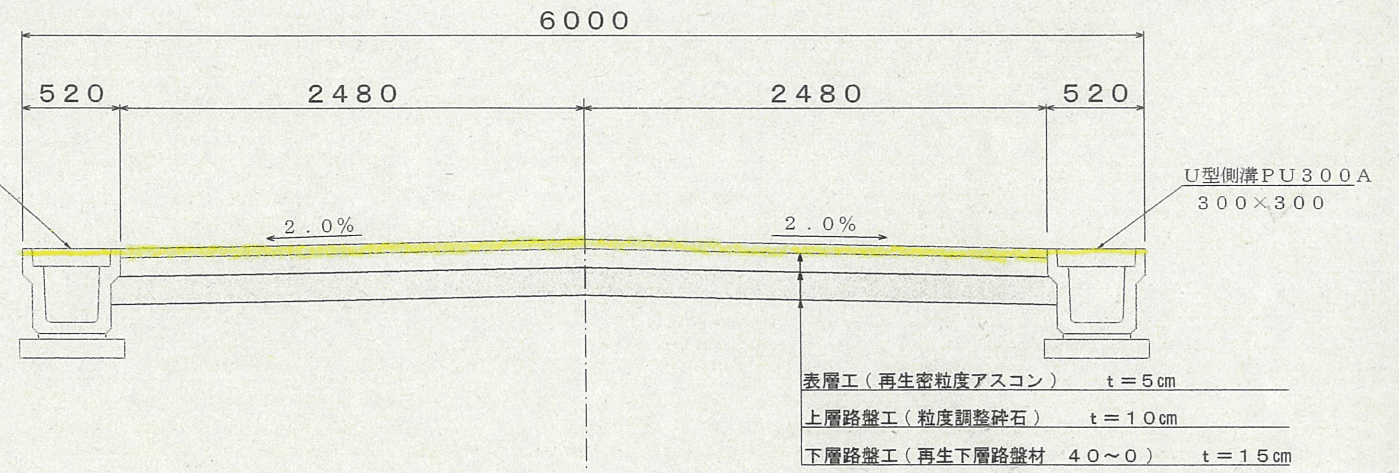 6000
520 2480 2480 520
U型側溝PU300A
300×300
2.0% 2.0%
表層工(再生密粒度アスコン) t=5cm
上層路盤工(粒度調整砕石) t=10cm
下層路盤工(再生下層路盤材 40~0) t=15cm